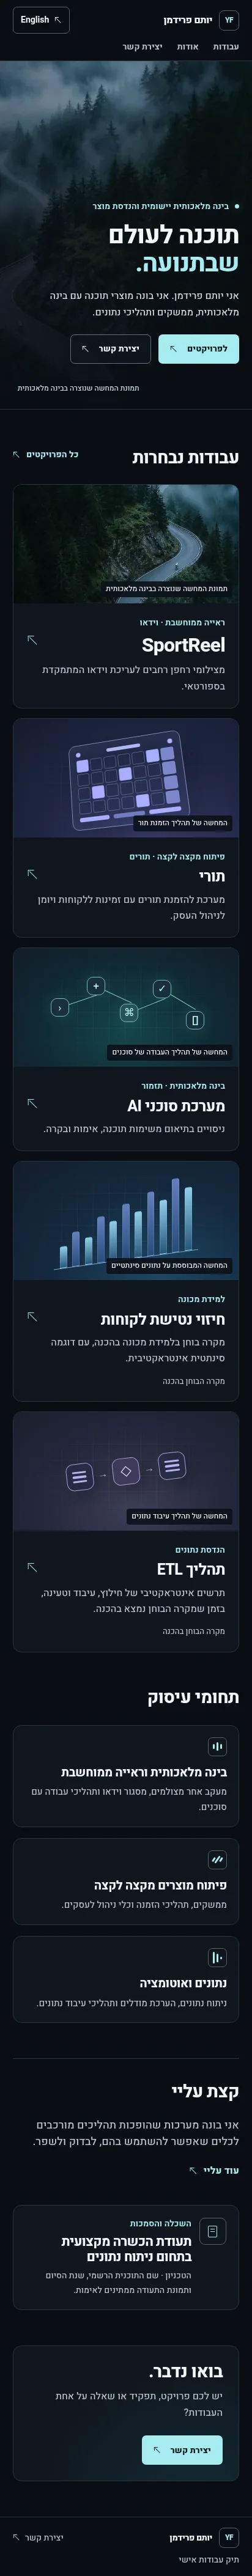 YF
יותם פרידמן
English
עבודות
אודות
יצירת קשר
בינה מלאכותית יישומית והנדסת מוצר
תוכנה לעולם
שבתנועה.
אני יותם פרידמן. אני בונה מוצרי תוכנה עם בינה
מלאכותית, ממשקים ותהליכי נתונים.
לפרויקטים
יצירת קשר
תמונת המחשה שנוצרה בבינה מלאכותית
עבודות נבחרות
כל הפרויקטים
תמונת המחשה שנוצרה בבינה מלאכותית
ראייה ממוחשבת · וידאו
SportReel
מצילומי רחפן רחבים לעריכת וידאו המתמקדת
בספורטאי.
המחשה של תהליך הזמנת תור
פיתוח מקצה לקצה · תורים
תורי
מערכת להזמנת תורים עם זמינות ללקוחות ויומן
לניהול העסק.
המחשה של תהליך העבודה של סוכנים
בינה מלאכותית · תזמור
מערכת סוכני AI
ניסויים בתיאום משימות תוכנה, אימות ובקרה.
המחשה המבוססת על נתונים סינתטיים
למידת מכונה
חיזוי נטישת לקוחות
מקרה בוחן בלמידת מכונה בהכנה, עם דוגמה
סינתטית אינטראקטיבית.
מקרה הבוחן בהכנה
המחשה של תהליך עיבוד נתונים
הנדסת נתונים
תהליך ETL
תרשים אינטראקטיבי של חילוץ, עיבוד וטעינה,
בזמן שמקרה הבוחן נמצא בהכנה.
מקרה הבוחן בהכנה
תחומי עיסוק
בינה מלאכותית וראייה ממוחשבת
מעקב אחר מצולמים, מסגור וידאו ותהליכי עבודה עם
סוכנים.
פיתוח מוצרים מקצה לקצה
ממשקים, תהליכי הזמנה וכלי ניהול לעסקים.
נתונים ואוטומציה
ניתוח נתונים, הערכת מודלים ותהליכי עיבוד נתונים.
קצת עליי
אני בונה מערכות שהופכות תהליכים מורכבים
לכלים שאפשר להשתמש בהם, לבדוק ולשפר.
עוד עליי
השכלה והסמכות
תעודת הכשרה מקצועית
בתחום ניתוח נתונים
הטכניון · שם התוכנית הרשמי, שנת הסיום
ותמונת התעודה ממתינים לאימות.
בואו נדבר.
יש לכם פרויקט, תפקיד או שאלה על אחת
העבודות?
יצירת קשר
YF
יותם פרידמן
יצירת קשר
תיק עבודות אישי